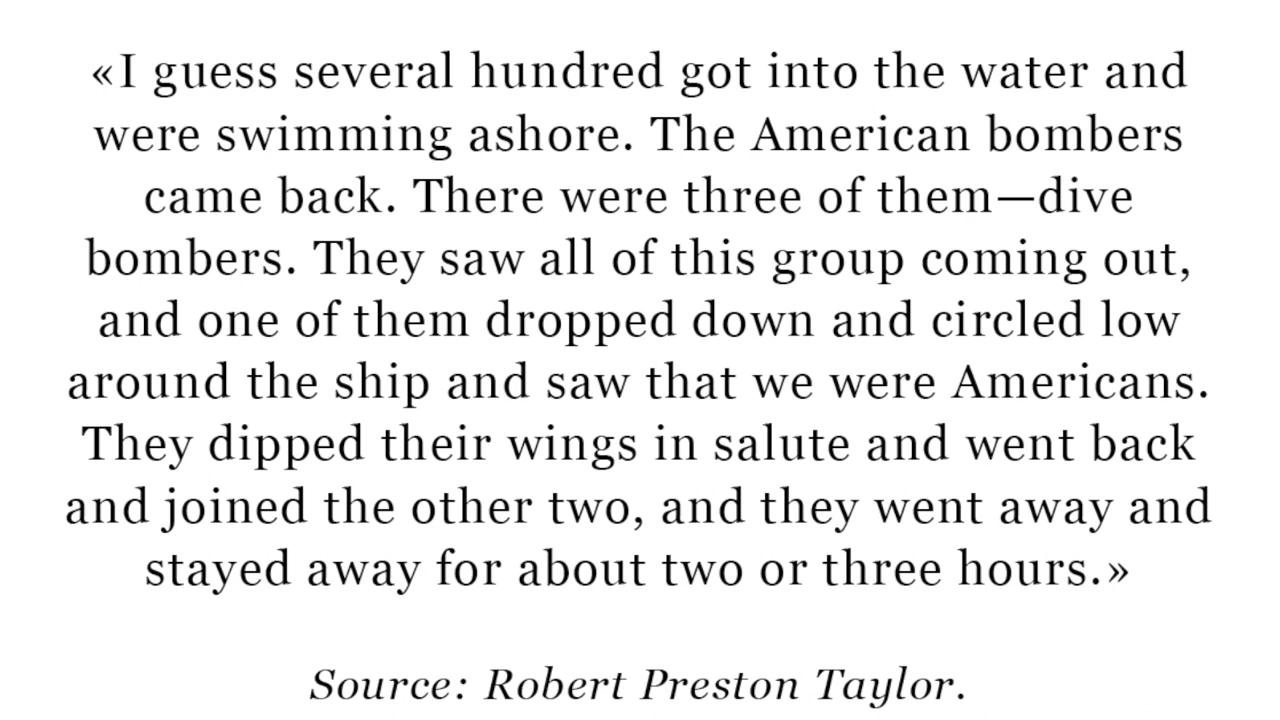 «I guess several hundred got into the water and
were swimming ashore. The American bombers
came back. There were three of them—dive
bombers. They saw all of this group coming out,
and one of them dropped down and circled low
around the ship and saw that we were Americans.
They dipped their wings in salute and went back
and joined the other two, and they went away and
stayed away for about two or three hours.»
Source: Robert Preston Taylor.